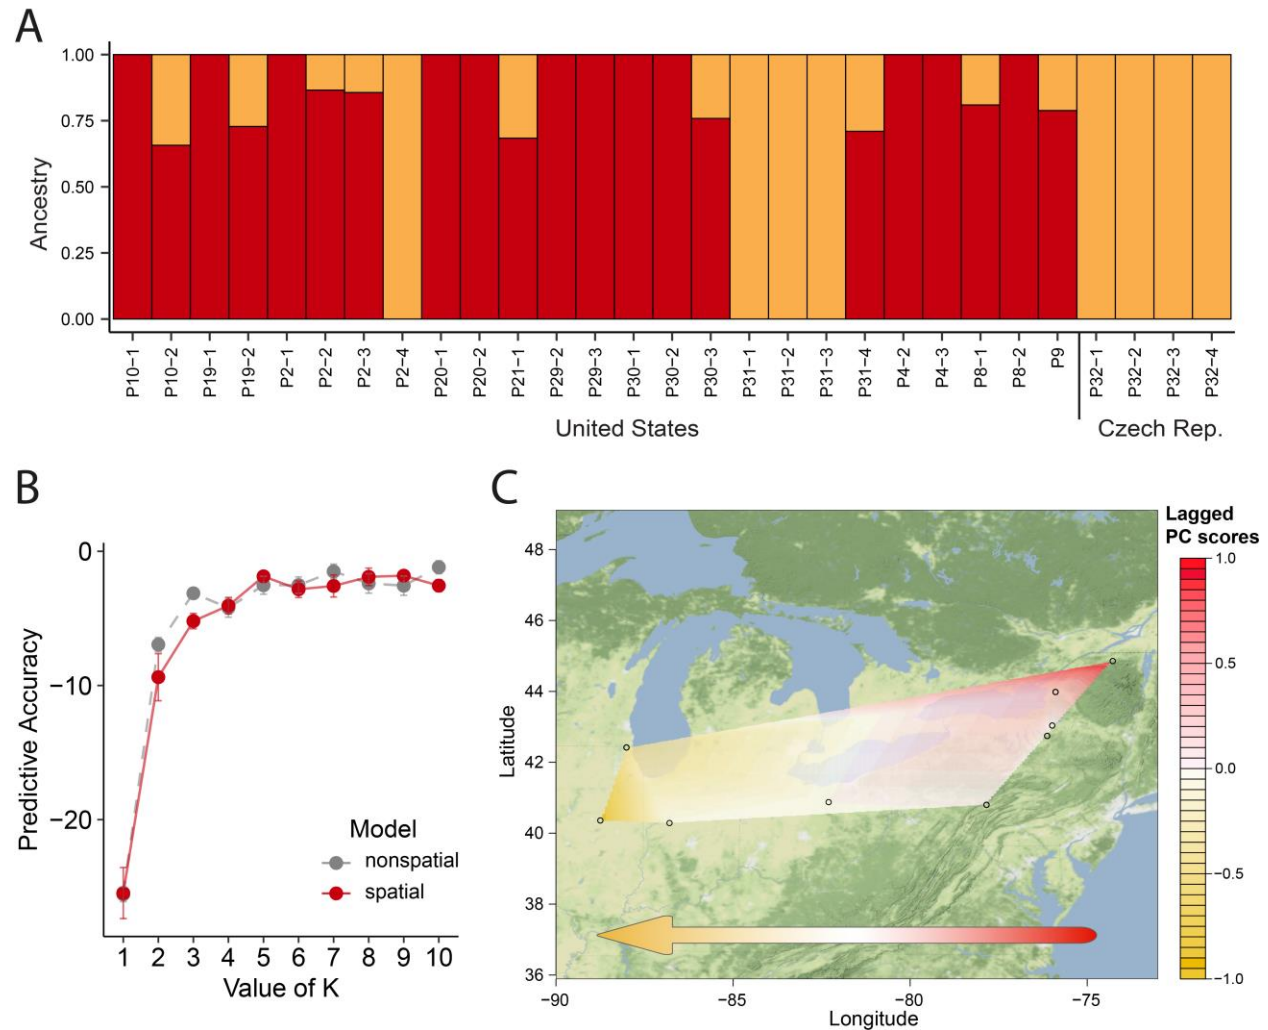 A
1.00
0.75
0.50
0.25
0.00
Ancestry
P10−1
P10−2
P19−1
P19−2
P2−1
P2−2
P2−3
P2−4
P20−1
P20−2
P21−1
P29−2
P29−3
P30−1
P30−2
P30−3
P31−1
P31−2
P31−3
P31−4
P4−2
P4−3
P8−1
P8−2
P9
P32−1
P32−2
P32−3
P32−4
United States
Czech Rep.
B
0
−10
−20
Predictive Accuracy
Model
nonspatial
spatial
1 2 3 4 5 6 7 8 9 10
Value of K
C
48
46
44
42
40
38
36
Latitude
−90 −85 −80 −75
Longitude
Lagged
PC scores
1.0
0.5
0.0
−0.5
−1.0